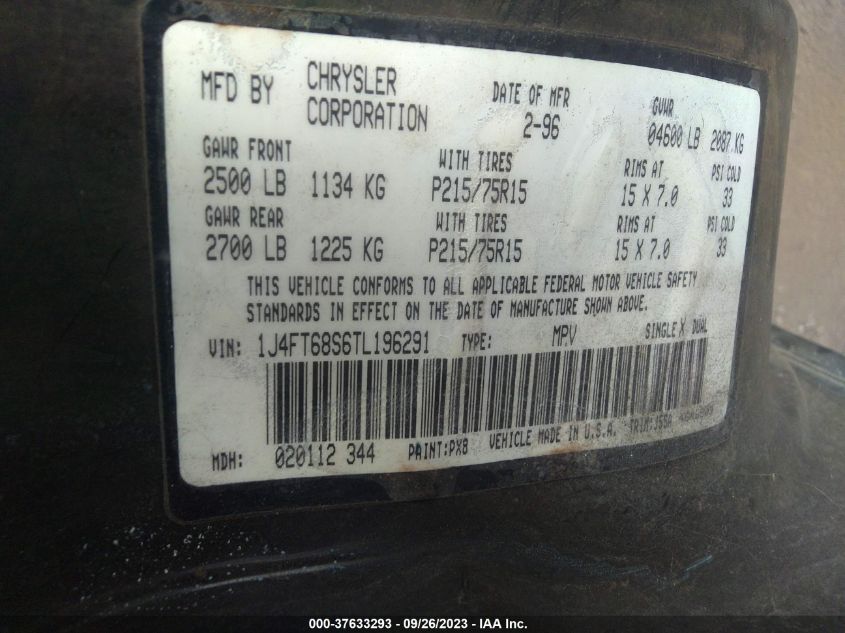 MFD BY CHRYSLER CORPORATION DATE OF MFR 2-96 GVWR 04600 LB 2087 KG
GAWR FRONT WITH TIRES RIMS AT PSI COLD
2500 LB 1134 KG P215/75R15 15 X 7.0 33
GAWR REAR WITH TIRES RIMS AT PSI COLD
2700 LB 1225 KG P215/75R15 15 X 7.0 33
THIS VEHICLE CONFORMS TO ALL APPLICABLE FEDERAL MOTOR VEHICLE SAFETY
STANDARDS IN EFFECT ON THE DATE OF MANUFACTURE SHOWN ABOVE.
VIN: 1J4FT68S6TL196291 TYPE: MPV SINGLE X DUAL
MDH: 020112 344 PAINT:PX8 VEHICLE MADE IN U.S.A. TRIM:J5SA
000-37633293 - 09/26/2023 - IAA Inc.